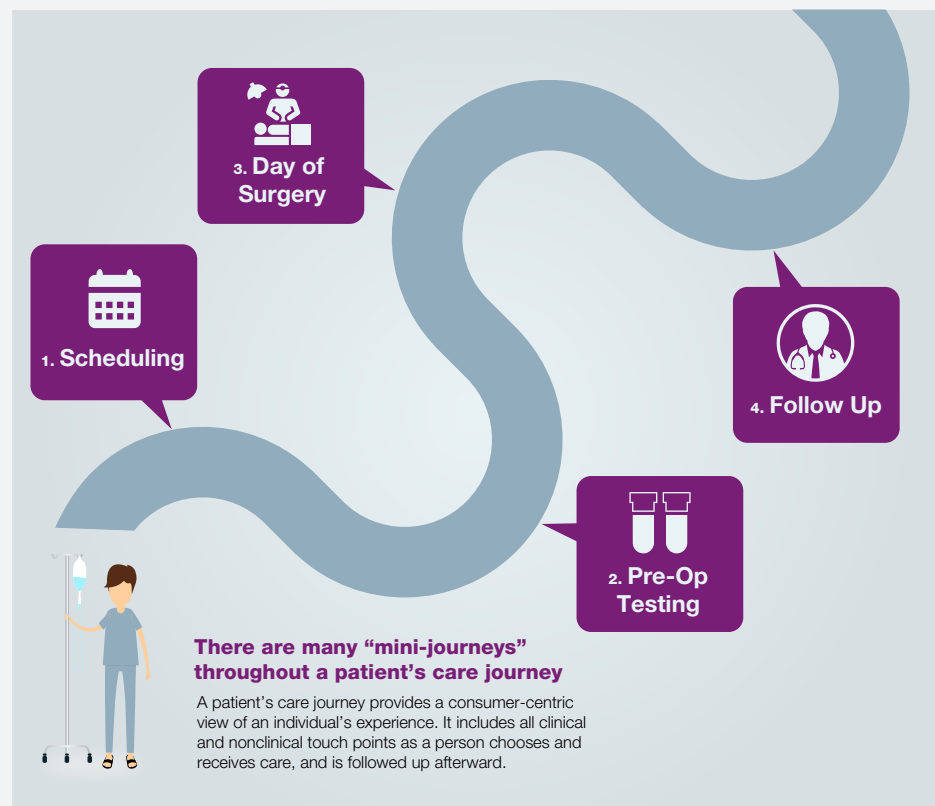 3. Day of
Surgery
1. Scheduling
4. Follow Up
2. Pre-Op
Testing
There are many “mini-journeys”
throughout a patient’s care journey
A patient’s care journey provides a consumer-centric
view of an individual’s experience. It includes all clinical
and nonclinical touch points as a person chooses and
receives care, and is followed up afterward.